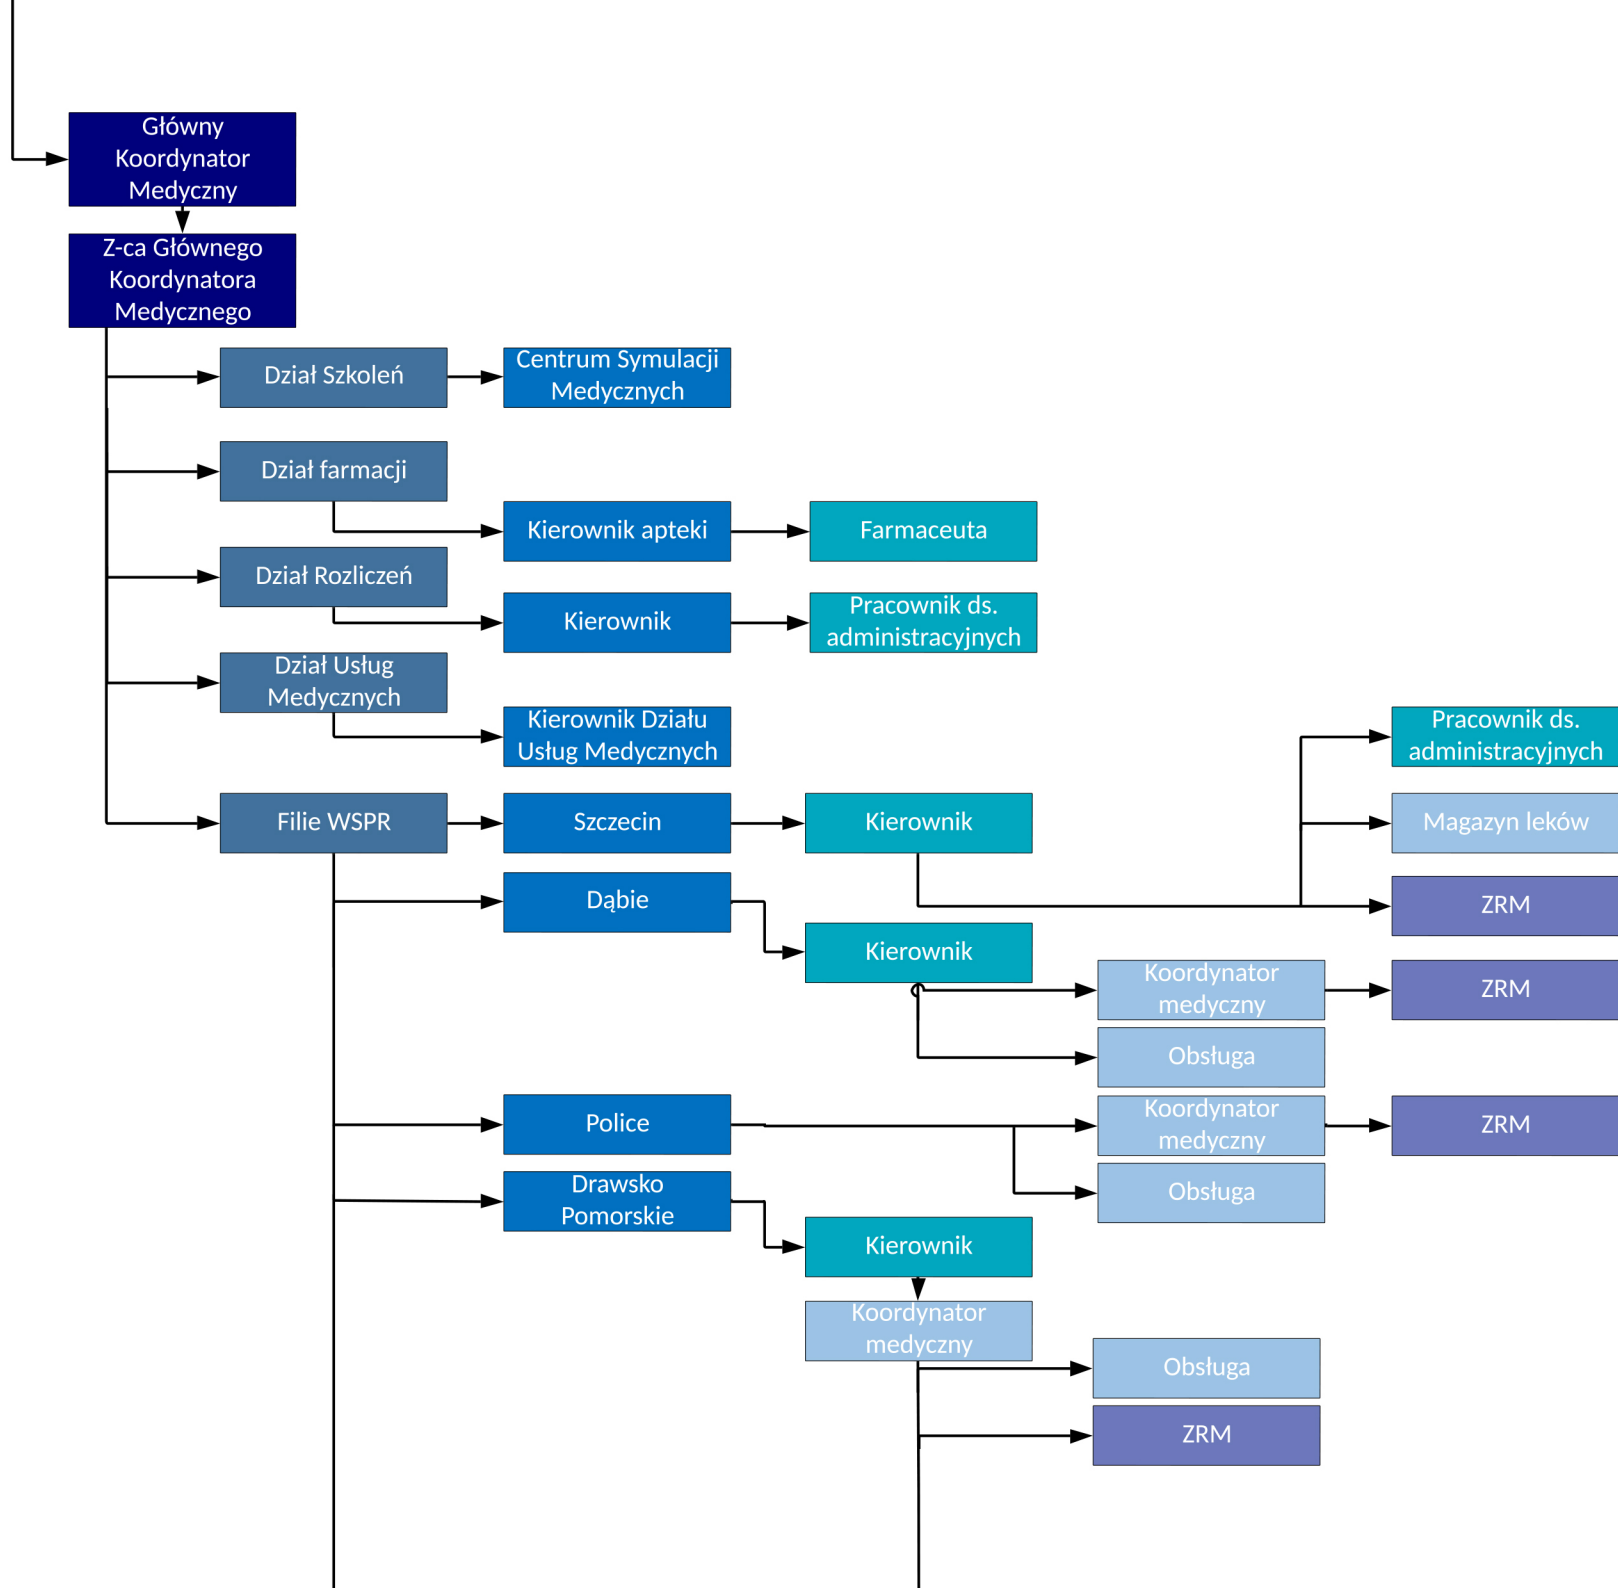 Główny
Koordynator
Medyczny
Z-ca Głównego
Koordynatora
Medycznego
Dział Szkoleń
Centrum Symulacji
Medycznych
Dział farmacji
Kierownik apteki
Farmaceuta
Dział Rozliczeń
Kierownik
Pracownik ds.
administracyjnych
Dział Usług
Medycznych
Kierownik Działu
Usług Medycznych
Pracownik ds.
administracyjnych
Filie WSPR
Szczecin
Kierownik
Magazyn leków
ZRM
Dąbie
Kierownik
Koordynator
medyczny
ZRM
Obsługa
Police
Koordynator
medyczny
ZRM
Obsługa
Drawsko
Pomorskie
Kierownik
Koordynator
medyczny
Obsługa
ZRM